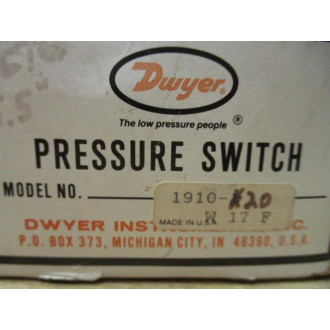 Dwyer®
The low pressure people®
PRESSURE SWITCH
MODEL NO.
1910-20
MADE IN U.S.A.
W 17 F
DWYER INST INC.
P.O. BOX 373, MICHIGAN CITY, IN 46360, U.S.A.